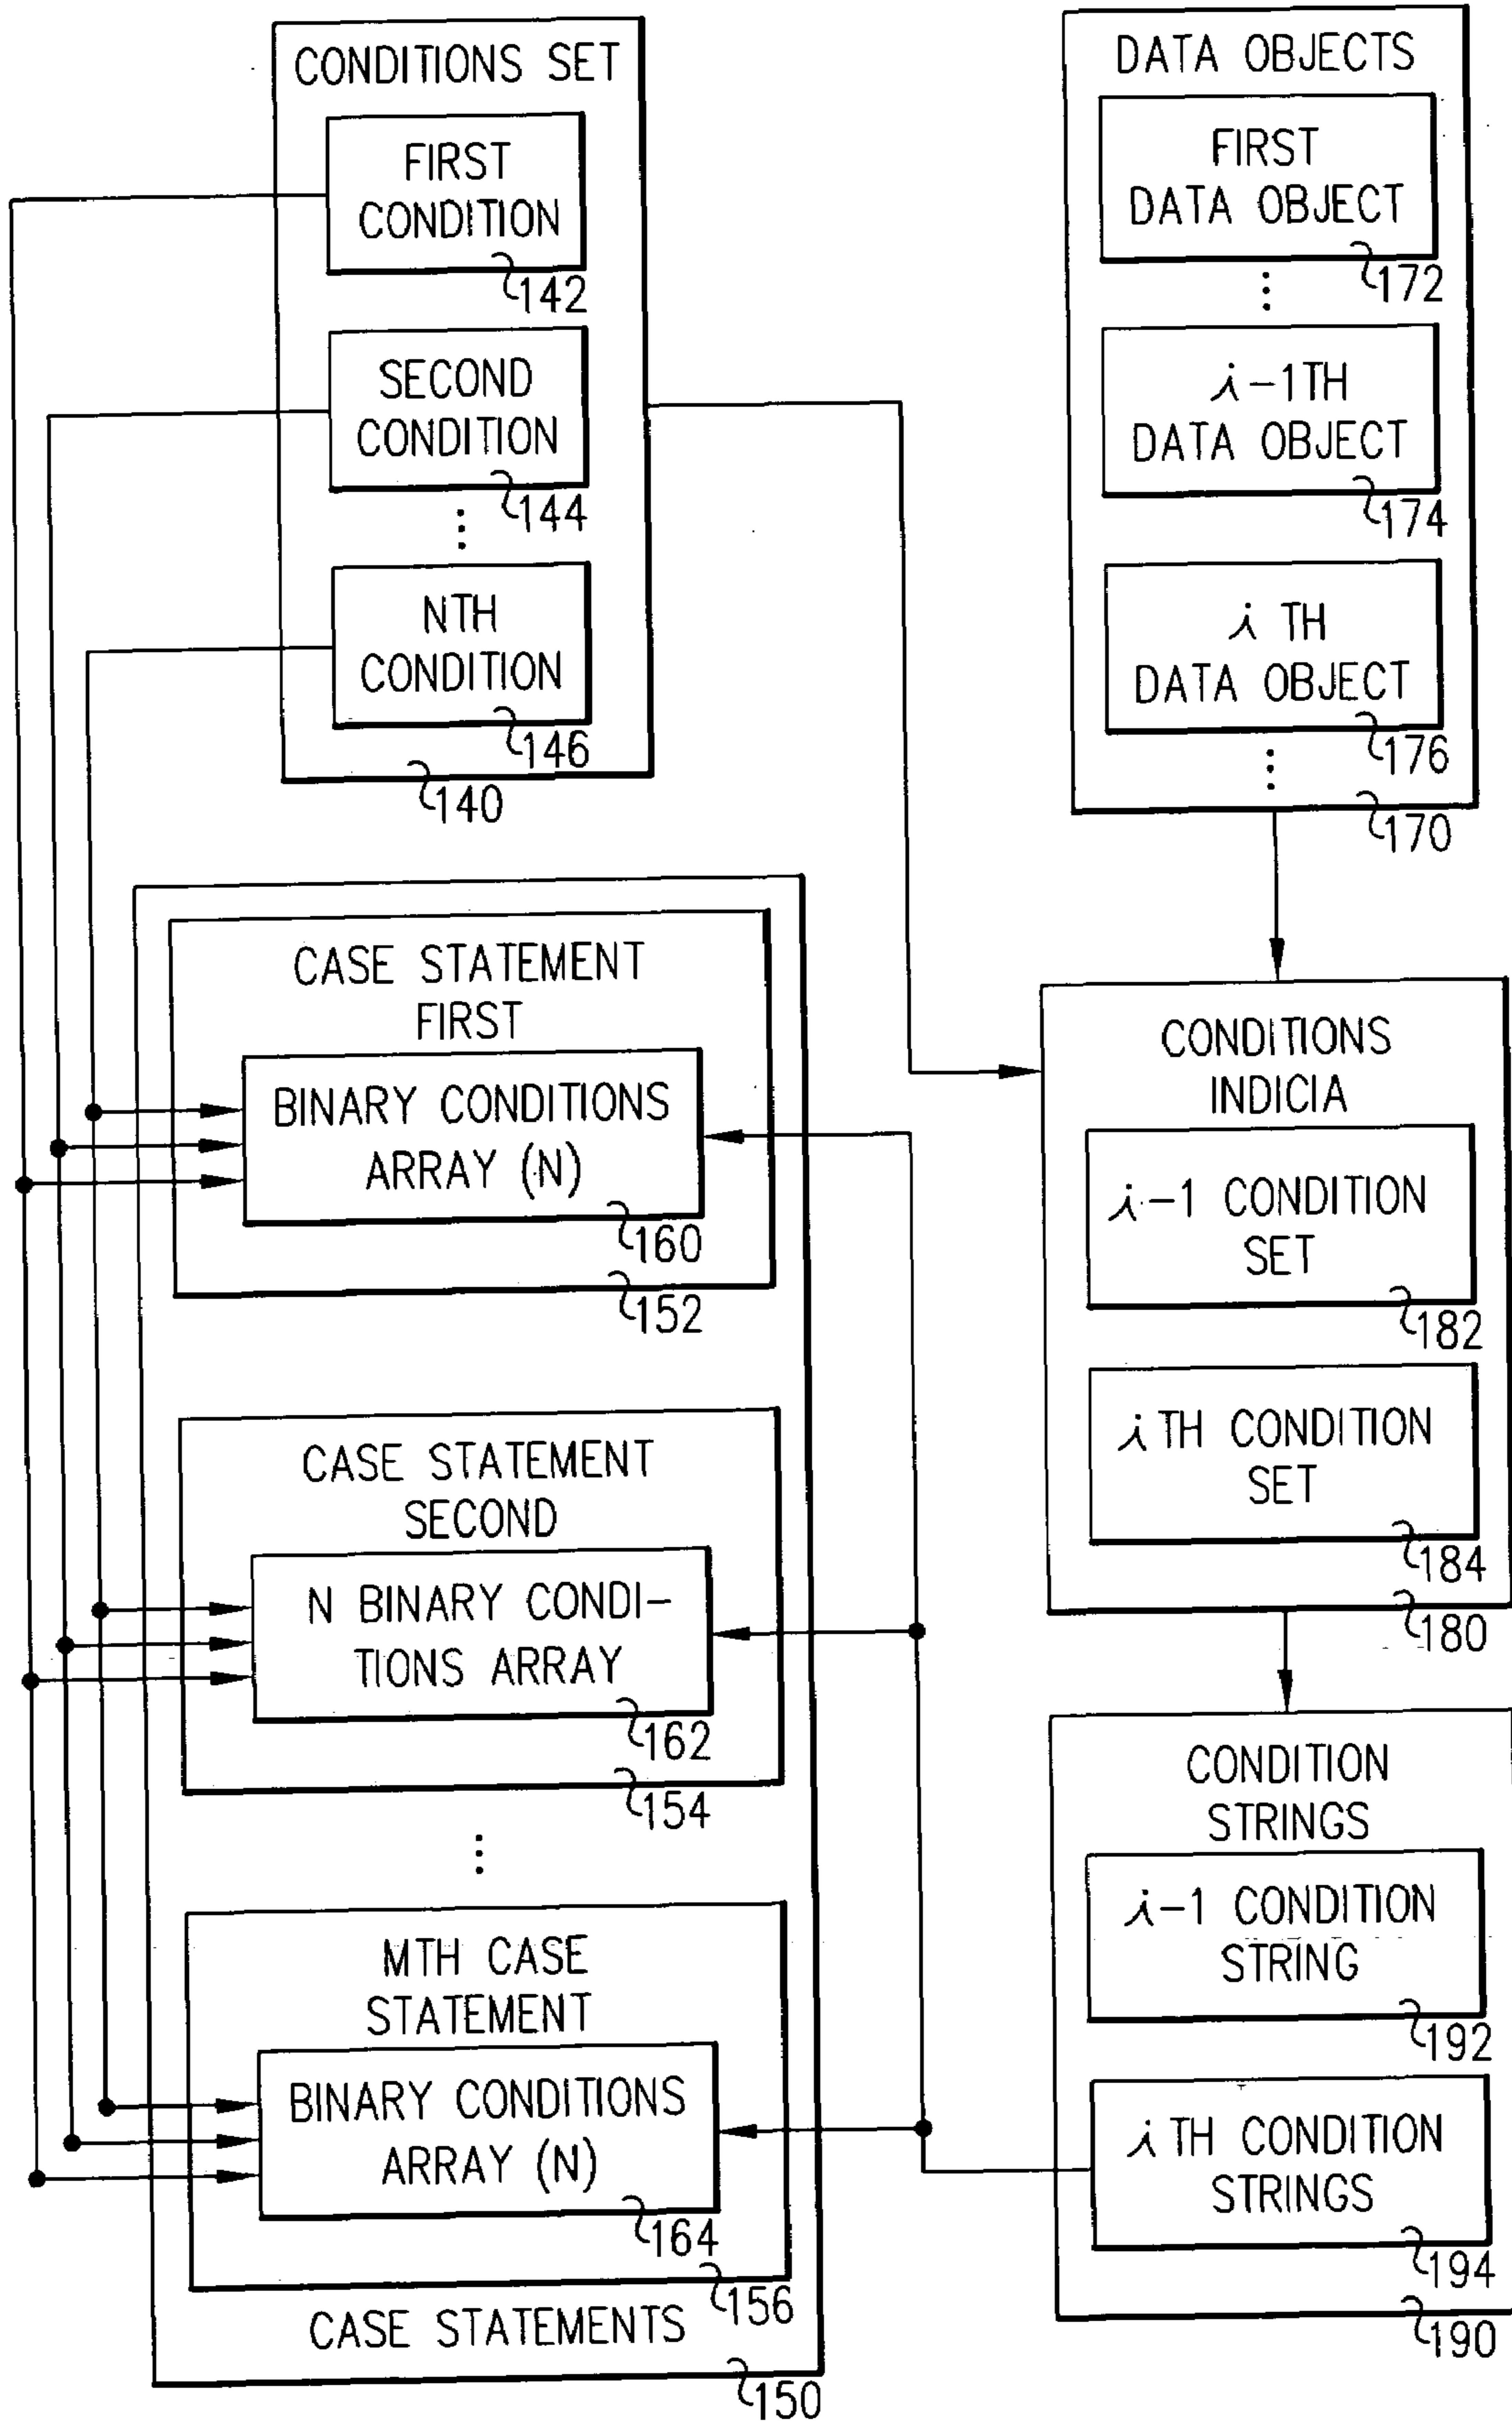 CONDITIONS SET
FIRST
CONDITION
142
SECOND
CONDITION
144
NTH
CONDITION
146
140
CASE STATEMENT
FIRST
BINARY CONDITIONS
ARRAY (N)
160
152
CASE STATEMENT
SECOND
N BINARY CONDI-
TIONS ARRAY
162
154
MTH CASE
STATEMENT
BINARY CONDITIONS
ARRAY (N)
164
156
CASE STATEMENTS
150
DATA OBJECTS
FIRST
DATA OBJECT
172
i-1TH
DATA OBJECT
174
i TH
DATA OBJECT
176
170
CONDITIONS
INDICIA
i-1 CONDITION
SET
182
i TH CONDITION
SET
184
180
CONDITION
STRINGS
i-1 CONDITION
STRING
192
i TH CONDITION
STRINGS
194
190